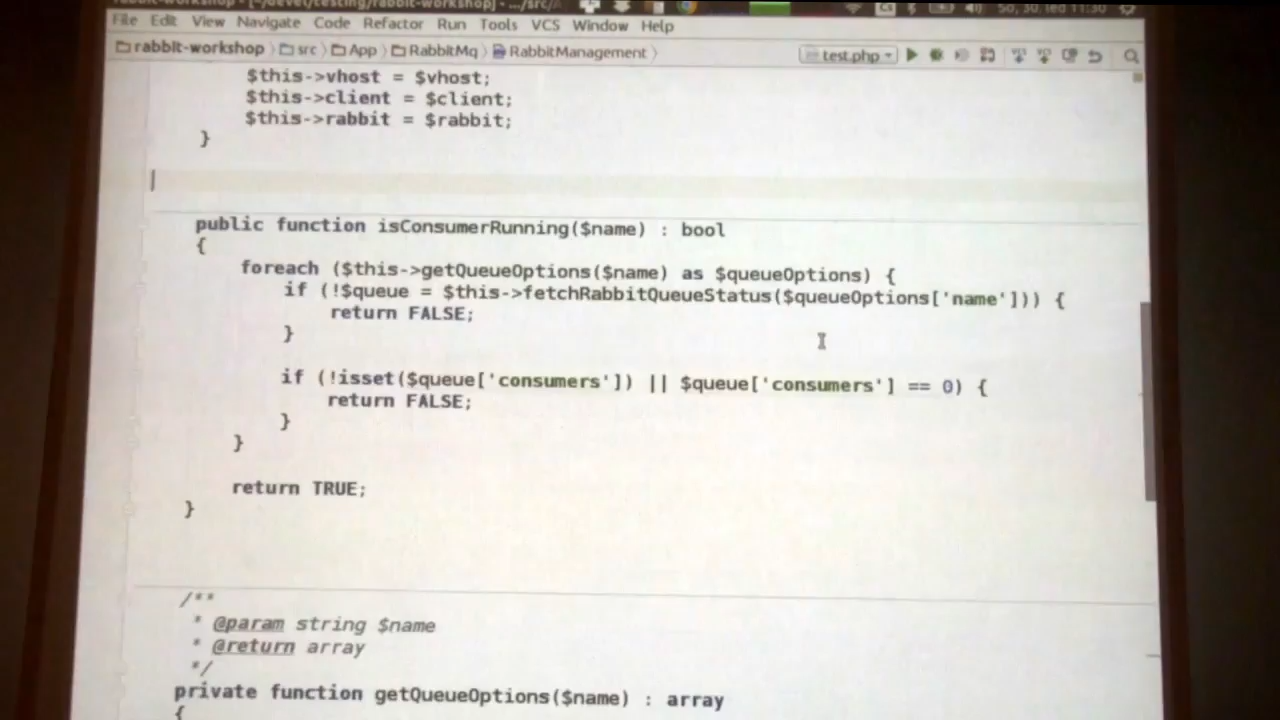 File Edit View Navigate Code Refactor Run Tools VCS Window Help
rabbit-workshop src App RabbitMq RabbitManagement test.php
$this->vhost = $vhost;
$this->client = $client;
$this->rabbit = $rabbit;
}
public function isConsumerRunning($name) : bool
{
foreach ($this->getQueueOptions($name) as $queueOptions) {
if (!$queue = $this->fetchRabbitQueueStatus($queueOptions['name'])) {
return FALSE;
}
if (!isset($queue['consumers']) || $queue['consumers'] == 0) {
return FALSE;
}
}
return TRUE;
}
/**
* @param string $name
* @return array
*/
private function getQueueOptions($name) : array
{